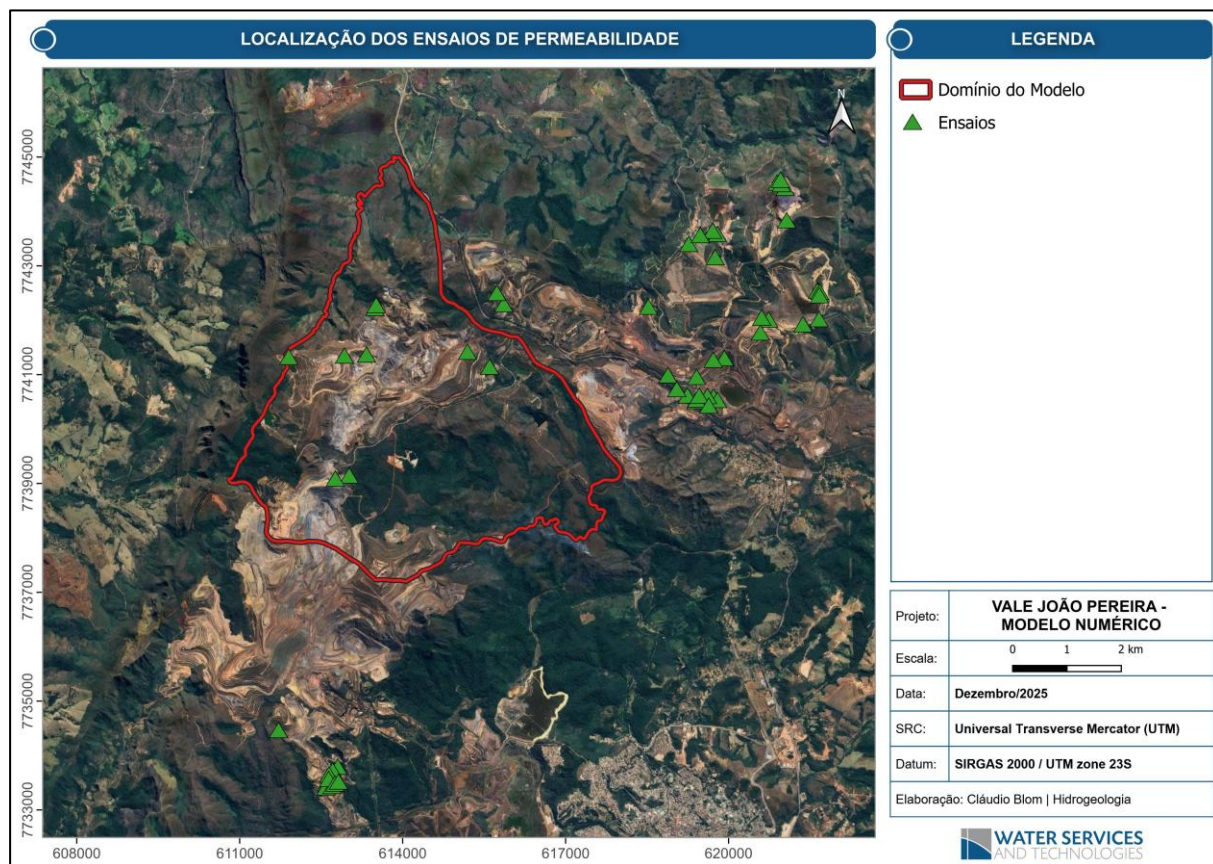 LOCALIZAÇÃO DOS ENSAIOS DE PERMEABILIDADE
LEGENDA
Domínio do Modelo
Ensaios
N
7745000
7743000
7741000
7739000
7737000
7735000
7733000
608000
611000
614000
617000
620000
Projeto:
VALE JOÃO PEREIRA -
MODELO NUMÉRICO
Escala:
0 1 2 km
Data:
Dezembro/2025
SRC:
Universal Transverse Mercator (UTM)
Datum:
SIRGAS 2000 / UTM zone 23S
Elaboração: Cláudio Blom | Hidrogeologia
WATER SERVICES
AND TECHNOLOGIES